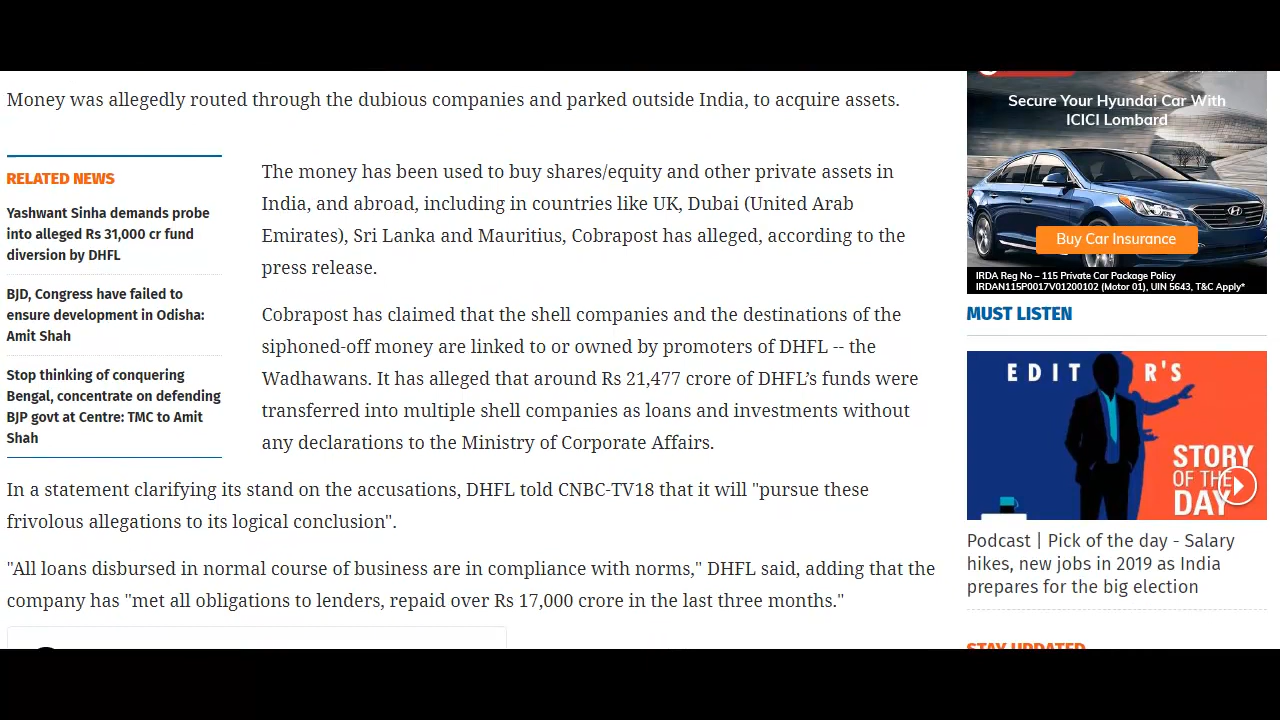 Money was allegedly routed through the dubious companies and parked outside India, to acquire assets.
RELATED NEWS
Yashwant Sinha demands probe
into alleged Rs 31,000 cr fund
diversion by DHFL
BJD, Congress have failed to
ensure development in Odisha:
Amit Shah
Stop thinking of conquering
Bengal, concentrate on defending
BJP govt at Centre: TMC to Amit
Shah
The money has been used to buy shares/equity and other private assets in
India, and abroad, including in countries like UK, Dubai (United Arab
Emirates), Sri Lanka and Mauritius, Cobrapost has alleged, according to the
press release.
Cobrapost has claimed that the shell companies and the destinations of the
siphoned-off money are linked to or owned by promoters of DHFL -- the
Wadhawans. It has alleged that around Rs 21,477 crore of DHFL's funds were
transferred into multiple shell companies as loans and investments without
any declarations to the Ministry of Corporate Affairs.
In a statement clarifying its stand on the accusations, DHFL told CNBC-TV18 that it will "pursue these
frivolous allegations to its logical conclusion".
"All loans disbursed in normal course of business are in compliance with norms," DHFL said, adding that the
company has "met all obligations to lenders, repaid over Rs 17,000 crore in the last three months."
Secure Your Hyundai Car With
ICICI Lombard
Buy Car Insurance
IRDA Reg No – 115 Private Car Package Policy
IRDAN115P0017V01200102 (Motor 01), UIN 5643, T&C Apply*
MUST LISTEN
EDITOR'S
STORY
OF THE
DAY
Podcast | Pick of the day - Salary
hikes, new jobs in 2019 as India
prepares for the big election
STAY UPDATED